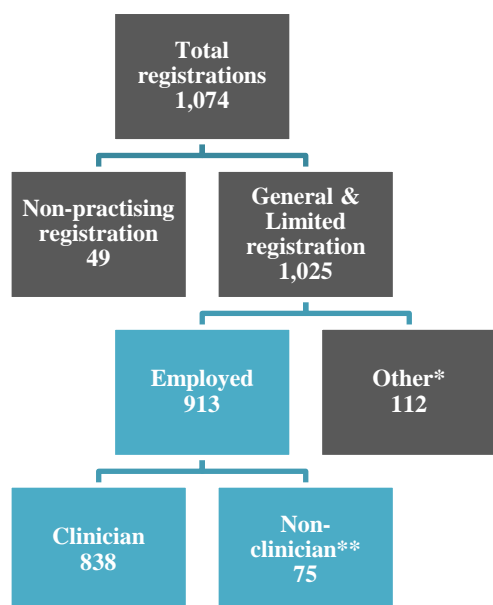 Total
registrations
1,074
Non-practising
registration
49
General &
Limited
registration
1,025
Employed
913
Other*
112
Clinician
838
Non-
clinician**
75